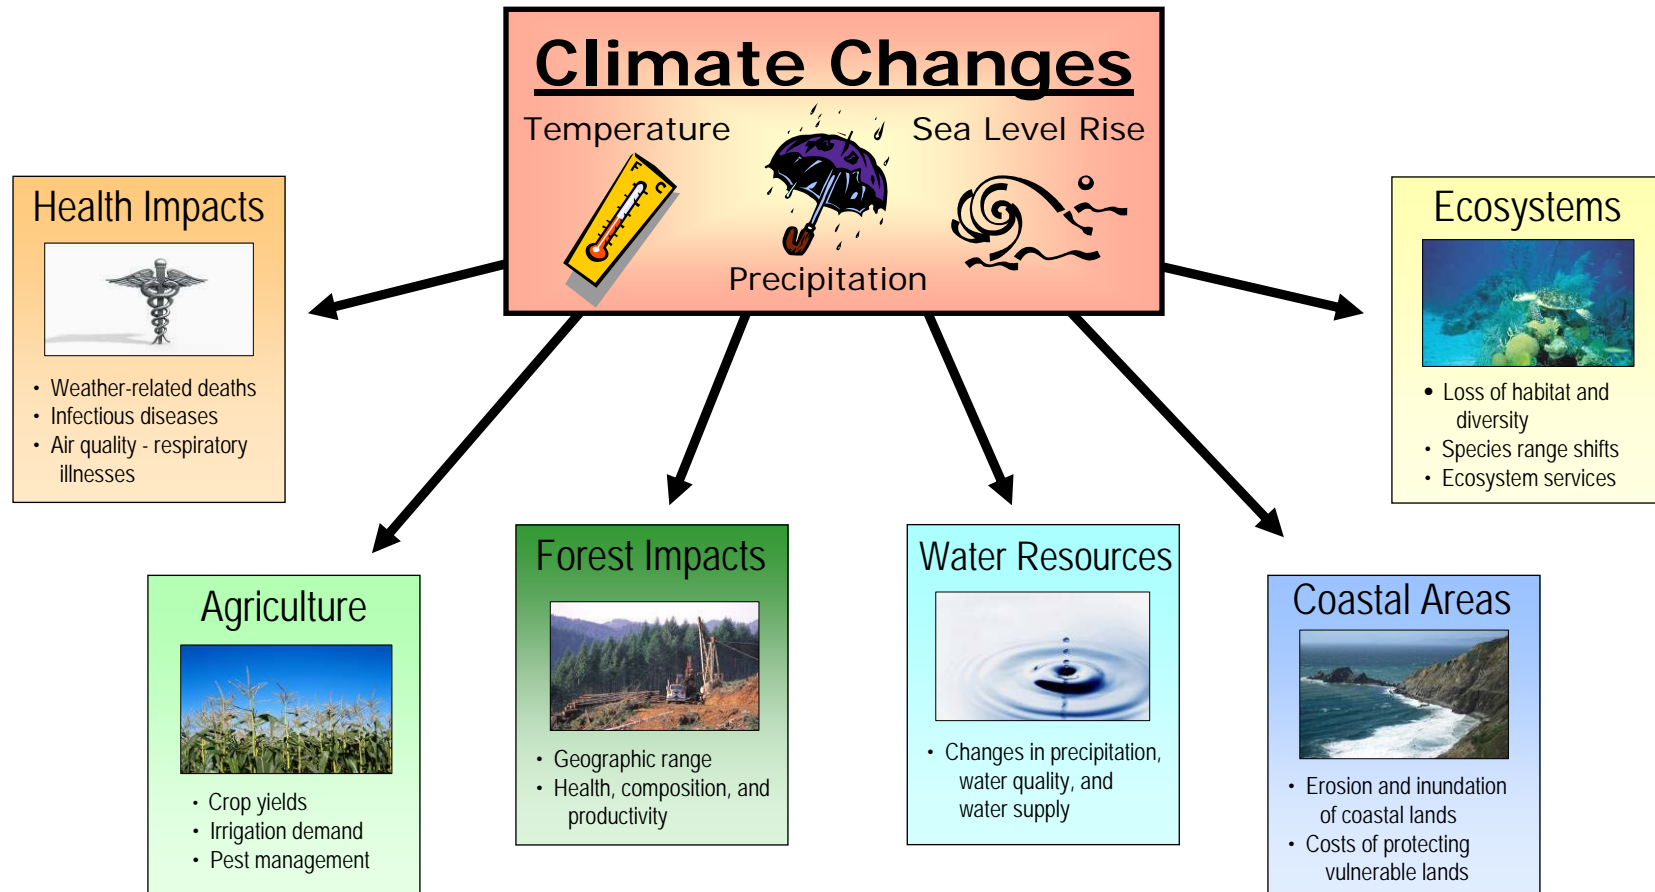 Climate Changes
Temperature
Sea Level Rise
F
C
Precipitation
Health Impacts
• Weather-related deaths
• Infectious diseases
• Air quality - respiratory
illnesses
Agriculture
• Crop yields
• Irrigation demand
• Pest management
Forest Impacts
• Geographic range
• Health, composition, and
productivity
Water Resources
• Changes in precipitation,
water quality, and
water supply
Coastal Areas
• Erosion and inundation
of coastal lands
• Costs of protecting
vulnerable lands
Ecosystems
• Loss of habitat and
diversity
• Species range shifts
• Ecosystem services